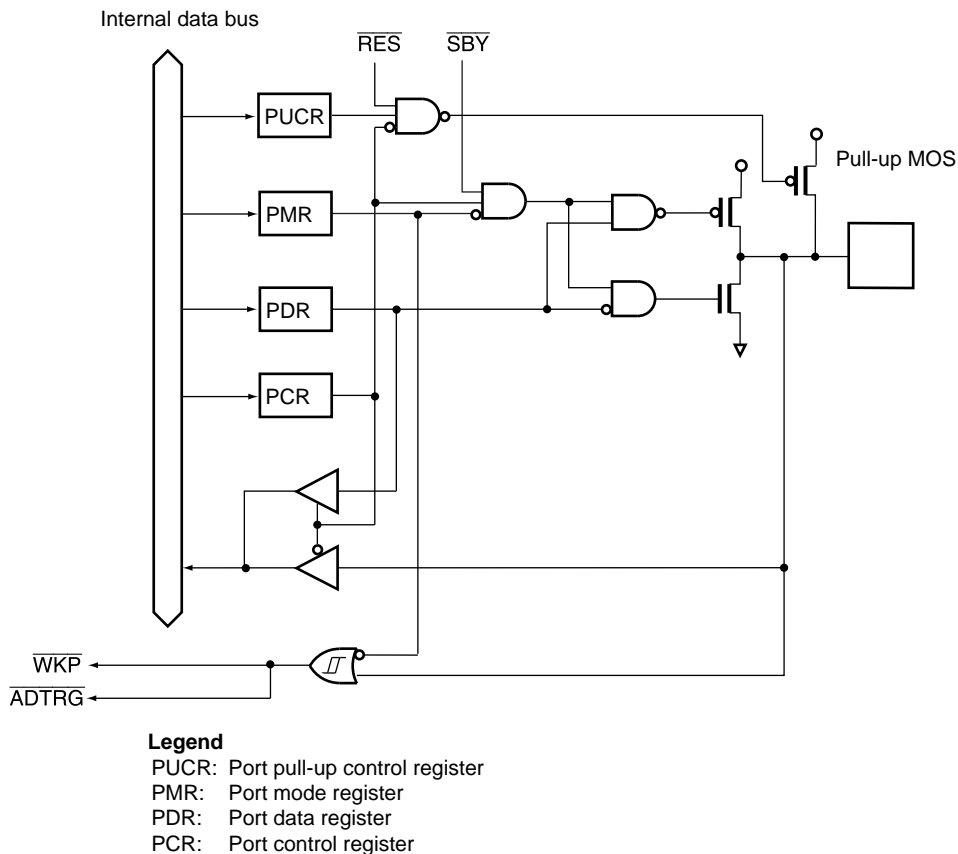 Internal data bus
RES
SBY
PUCR
Pull-up MOS
PMR
PDR
PCR
WKP
ADTRG
Legend
PUCR: Port pull-up control register
PMR: Port mode register
PDR: Port data register
PCR: Port control register